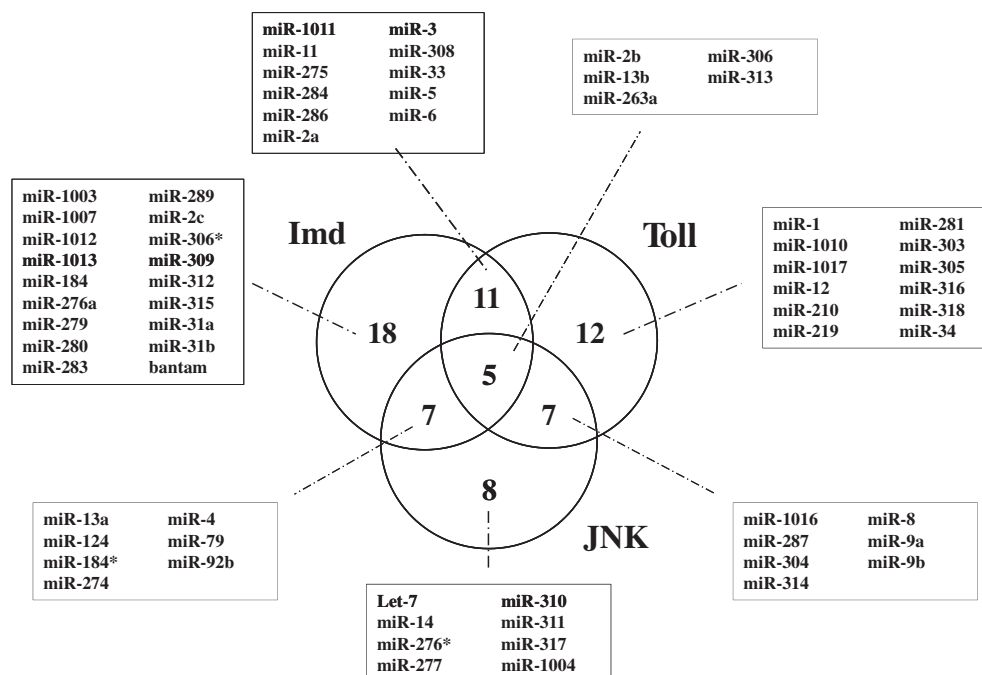 miR-1011 miR-3
miR-11 miR-308
miR-275 miR-33
miR-284 miR-5
miR-286 miR-6
miR-2a
miR-2b miR-306
miR-13b miR-313
miR-263a
miR-1003 miR-289
miR-1007 miR-2c
miR-1012 miR-306*
miR-1013 miR-309
miR-184 miR-312
miR-276a miR-315
miR-279 miR-31a
miR-280 miR-31b
miR-283 bantam
Imd
Toll
miR-1 miR-281
miR-1010 miR-303
miR-1017 miR-305
miR-12 miR-316
miR-210 miR-318
miR-219 miR-34
11
18
12
5
7
7
8
JNK
miR-13a miR-4
miR-124 miR-79
miR-184* miR-92b
miR-274
miR-1016 miR-8
miR-287 miR-9a
miR-304 miR-9b
miR-314
Let-7 miR-310
miR-14 miR-311
miR-276* miR-317
miR-277 miR-1004